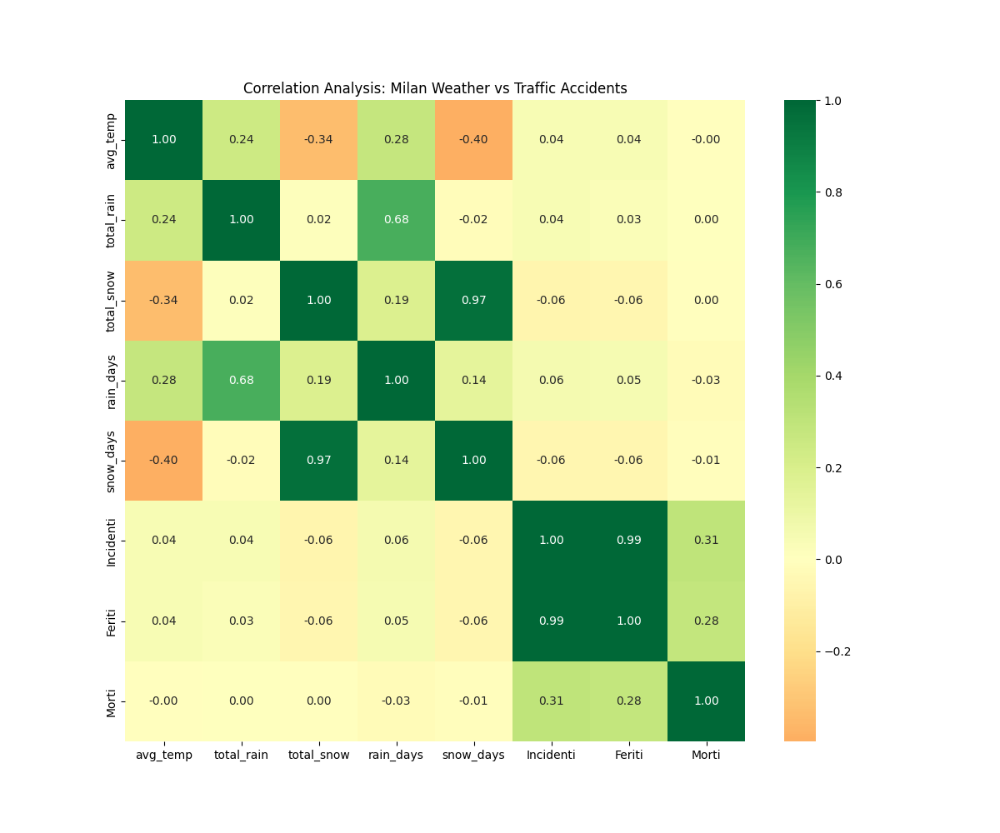 Correlation Analysis: Milan Weather vs Traffic Accidents
avg_temp 1.00 0.24 -0.34 0.28 -0.40 0.04 0.04 -0.00
total_rain 0.24 1.00 0.02 0.68 -0.02 0.04 0.03 0.00
total_snow -0.34 0.02 1.00 0.19 0.97 -0.06 -0.06 0.00
rain_days 0.28 0.68 0.19 1.00 0.14 0.06 0.05 -0.03
snow_days -0.40 -0.02 0.97 0.14 1.00 -0.06 -0.06 -0.01
Incidenti 0.04 0.04 -0.06 0.06 -0.06 1.00 0.99 0.31
Feriti 0.04 0.03 -0.06 0.05 -0.06 0.99 1.00 0.28
Morti -0.00 0.00 0.00 -0.03 -0.01 0.31 0.28 1.00
avg_temp total_rain total_snow rain_days snow_days Incidenti Feriti Morti
1.0
0.8
0.6
0.4
0.2
0.0
−0.2